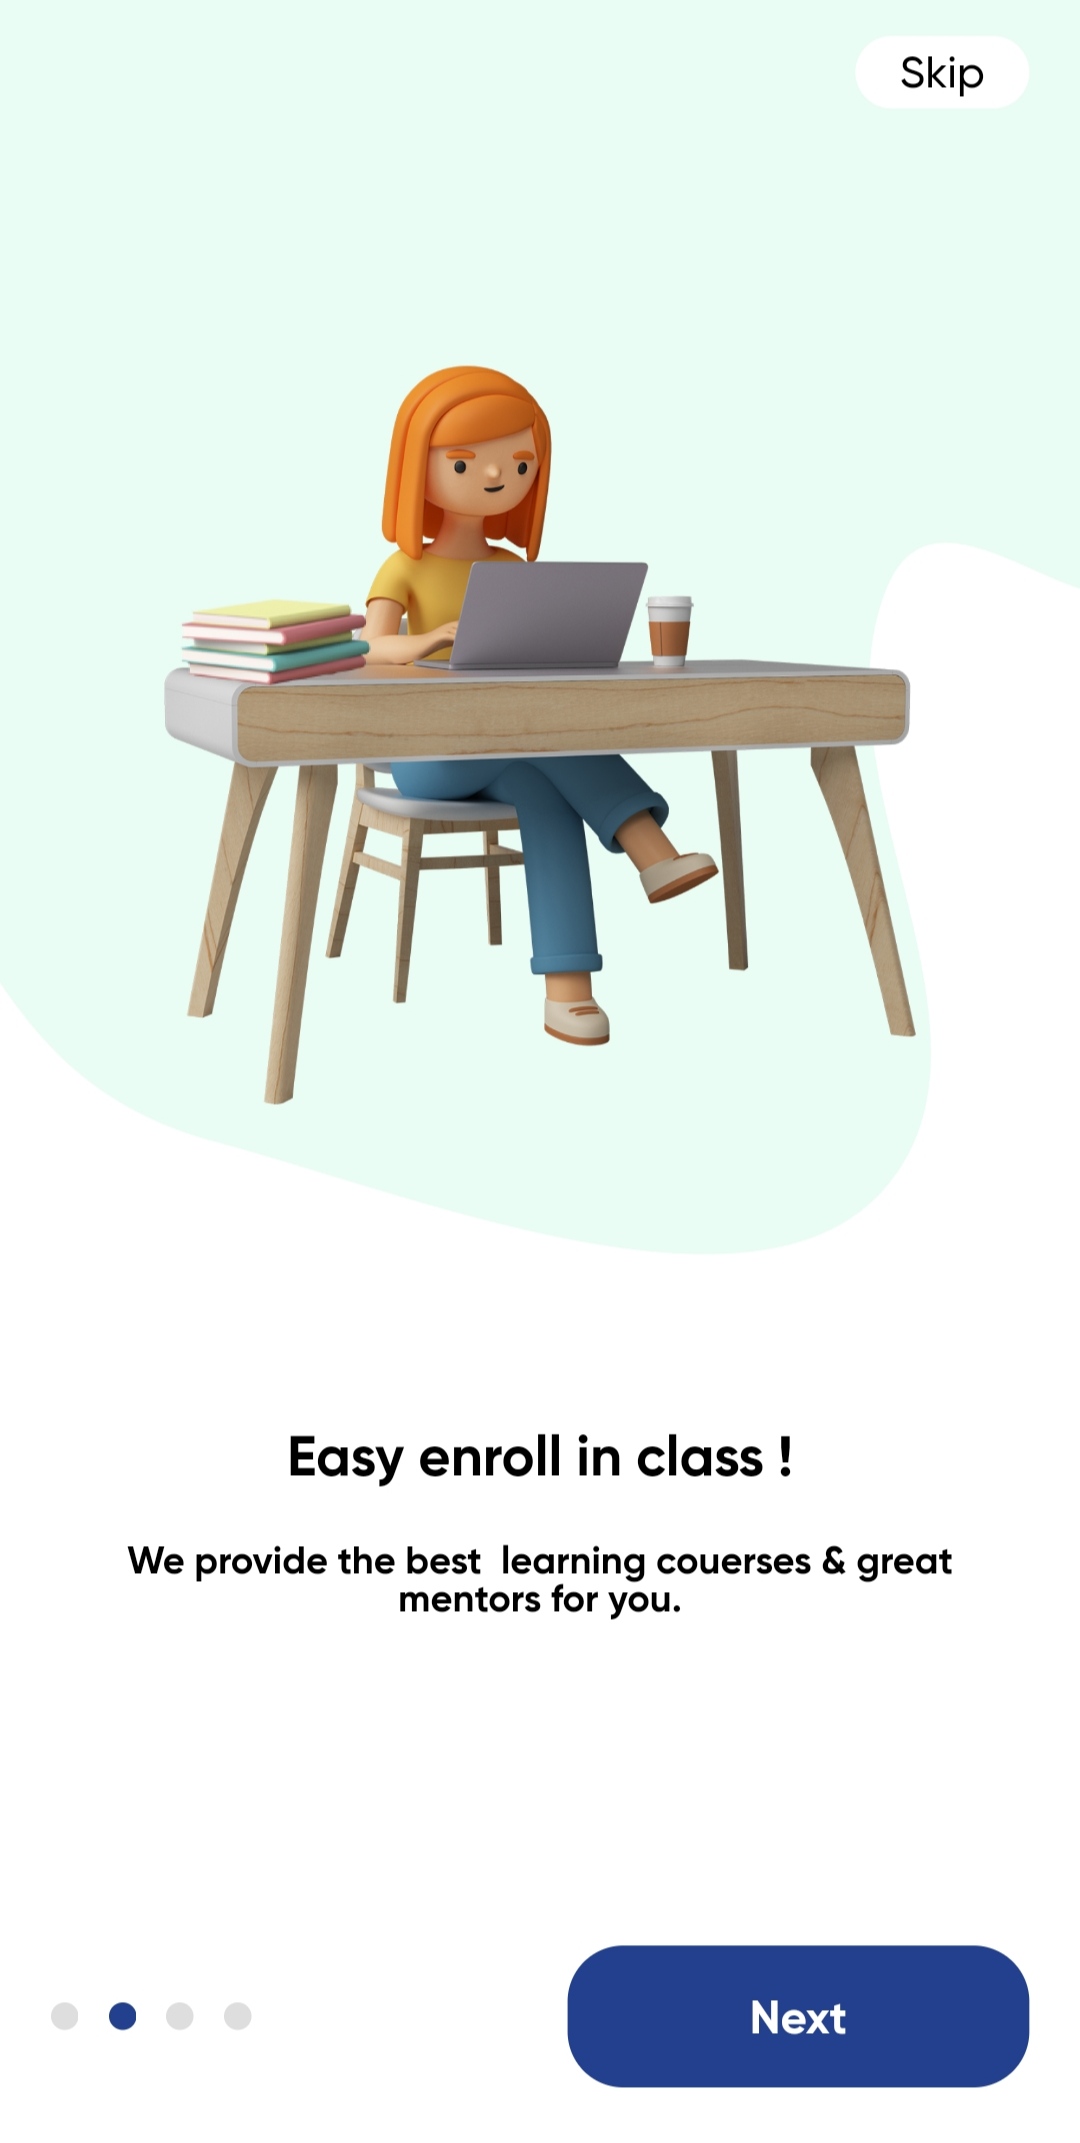 Skip
Easy enroll in class !
We provide the best  learning couerses & great
mentors for you.
Next